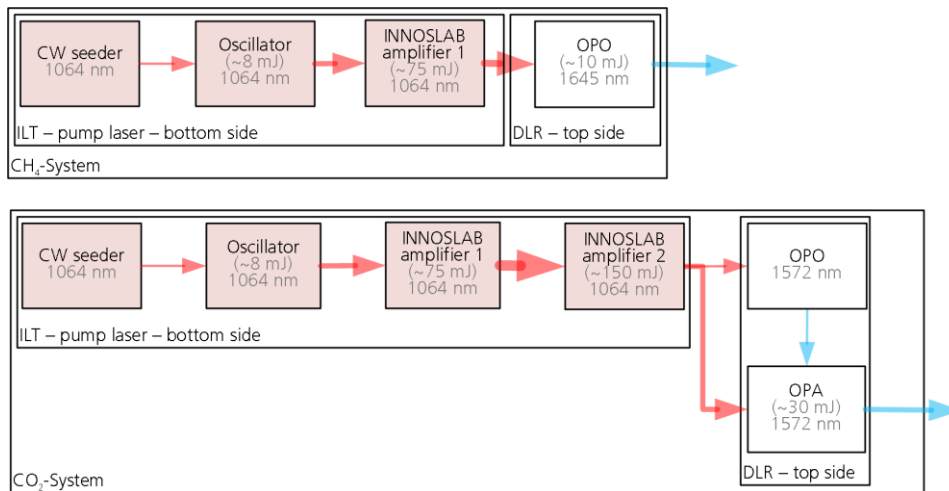 CW seeder
1064 nm
Oscillator
(~8 mJ)
1064 nm
INNOSLAB
amplifier 1
(~75 mJ)
1064 nm
OPO
(~10 mJ)
1645 nm
ILT – pump laser – bottom side
DLR – top side
CH₄-System
CW seeder
1064 nm
Oscillator
(~8 mJ)
1064 nm
INNOSLAB
amplifier 1
(~75 mJ)
1064 nm
INNOSLAB
amplifier 2
(~150 mJ)
1064 nm
OPO
1572 nm
ILT – pump laser – bottom side
OPA
(~30 mJ)
1572 nm
DLR – top side
CO₂-System